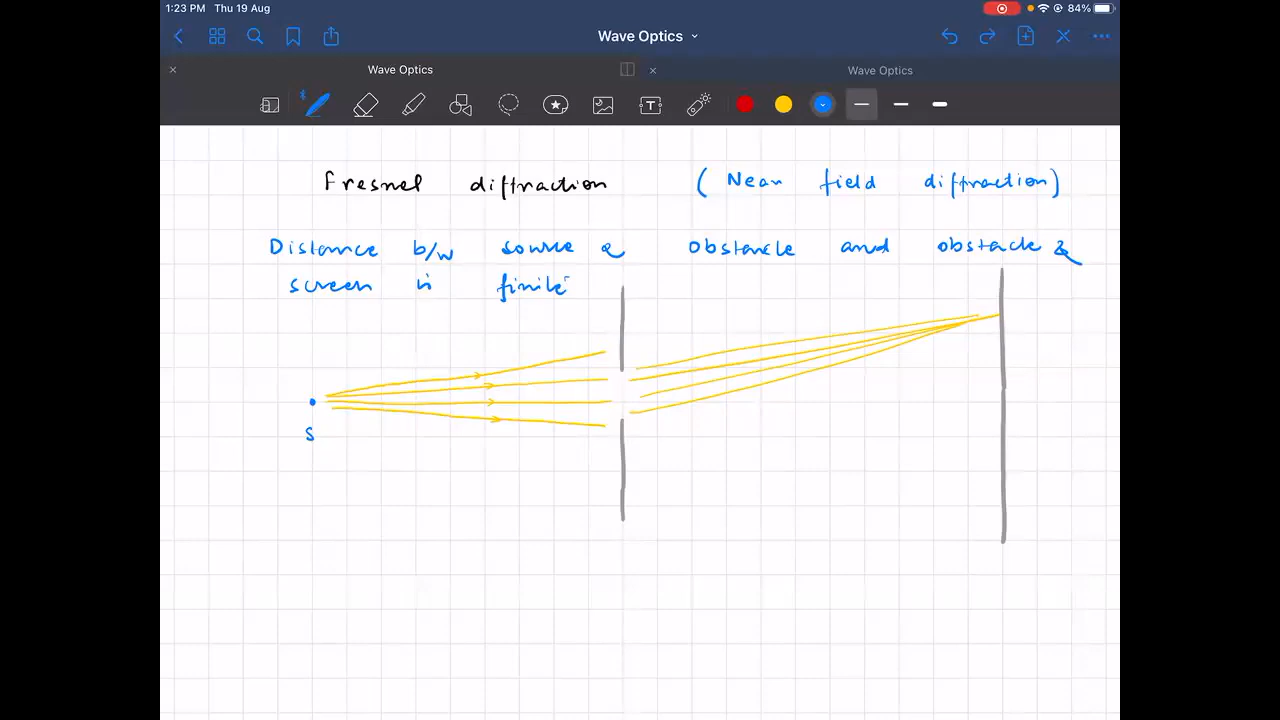 1:23 PM Thu 19 Aug 84%
Wave Optics
Wave Optics Wave Optics
Fresnel diffraction (Near field diffraction)
Distance b/w source & obstacle and obstacle &
screen is finite
S